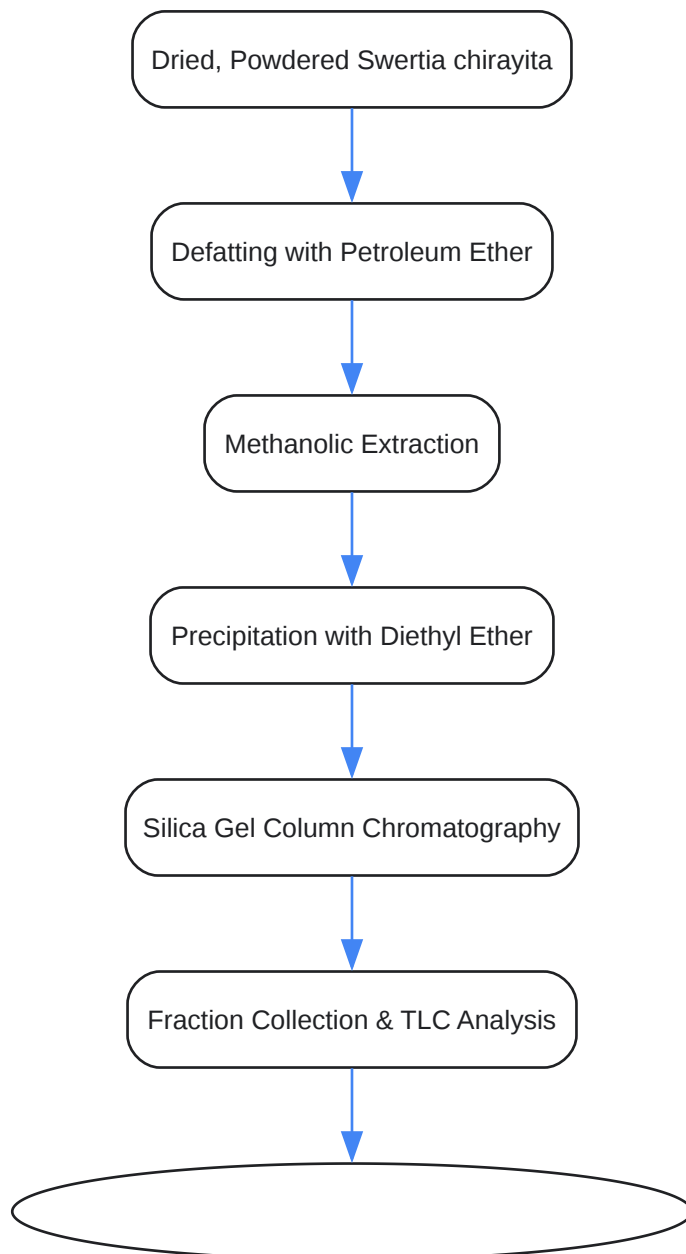 Dried, Powdered Swertia chirayita
Defatting with Petroleum Ether
Methanolic Extraction
Precipitation with Diethyl Ether
Silica Gel Column Chromatography
Fraction Collection & TLC Analysis